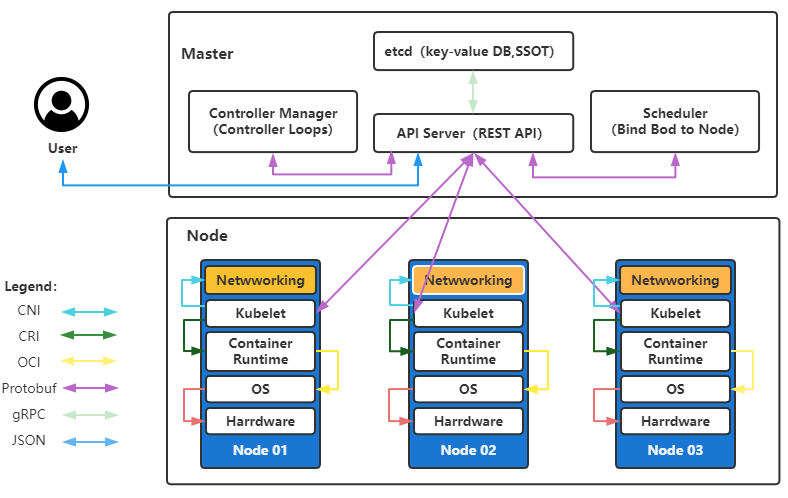 Master
etcd（key-value DB,SSOT）
Controller Manager
(Controller Loops)
API Server（REST API）
Scheduler
(Bind Bod to Node)
User
Node
Netwworking
Kubelet
Container
Runtime
OS
Harrdware
Node 01
Netwworking
Kubelet
Container
Runtime
OS
Harrdware
Node 02
Netwworking
Kubelet
Container
Runtime
OS
Harrdware
Node 03
Legend：
CNI
CRI
OCI
Protobuf
gRPC
JSON